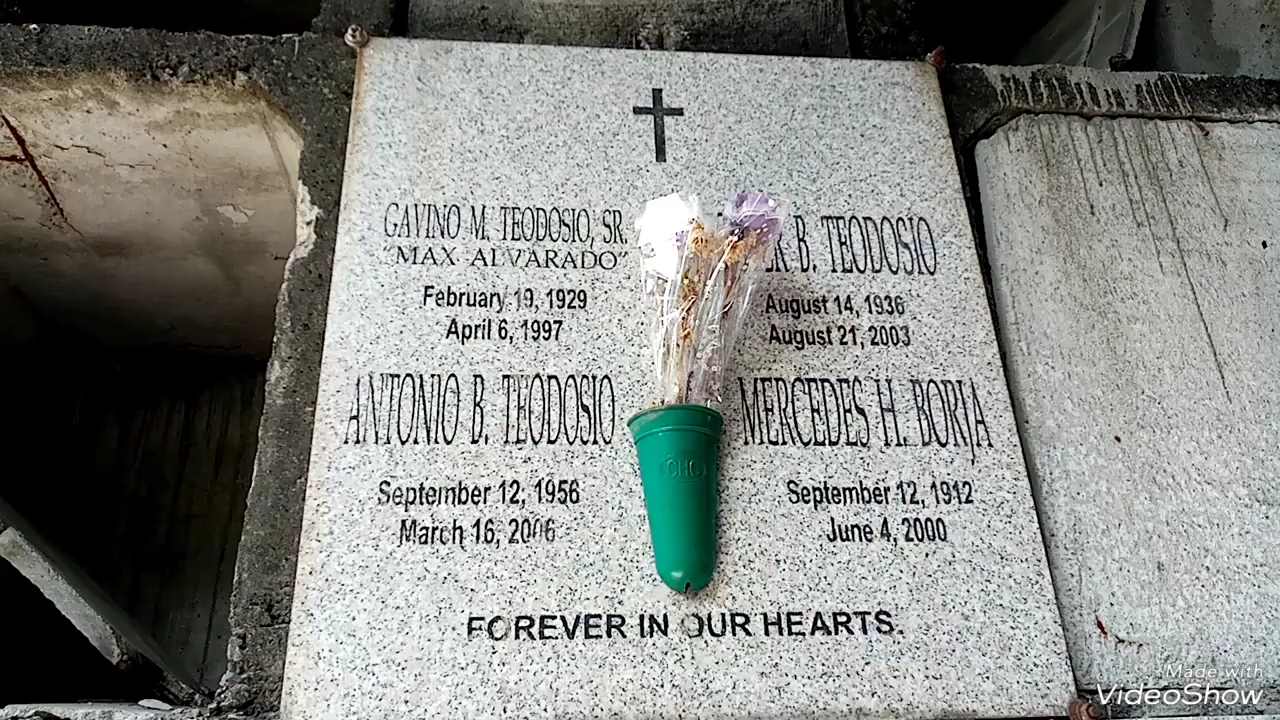 GAVINO M. TEODOSIO, SR.
"MAX ALVARADO"
February 19, 1929
April 6, 1997
B. TEODOSIO
August 14, 1936
August 21, 2003
ANTONIO B. TEODOSIO
September 12, 1956
March 16, 2006
MERCEDES H. BORJA
September 12, 1912
June 4, 2000
CHC
FOREVER IN OUR HEARTS.
Made with
VideoShow